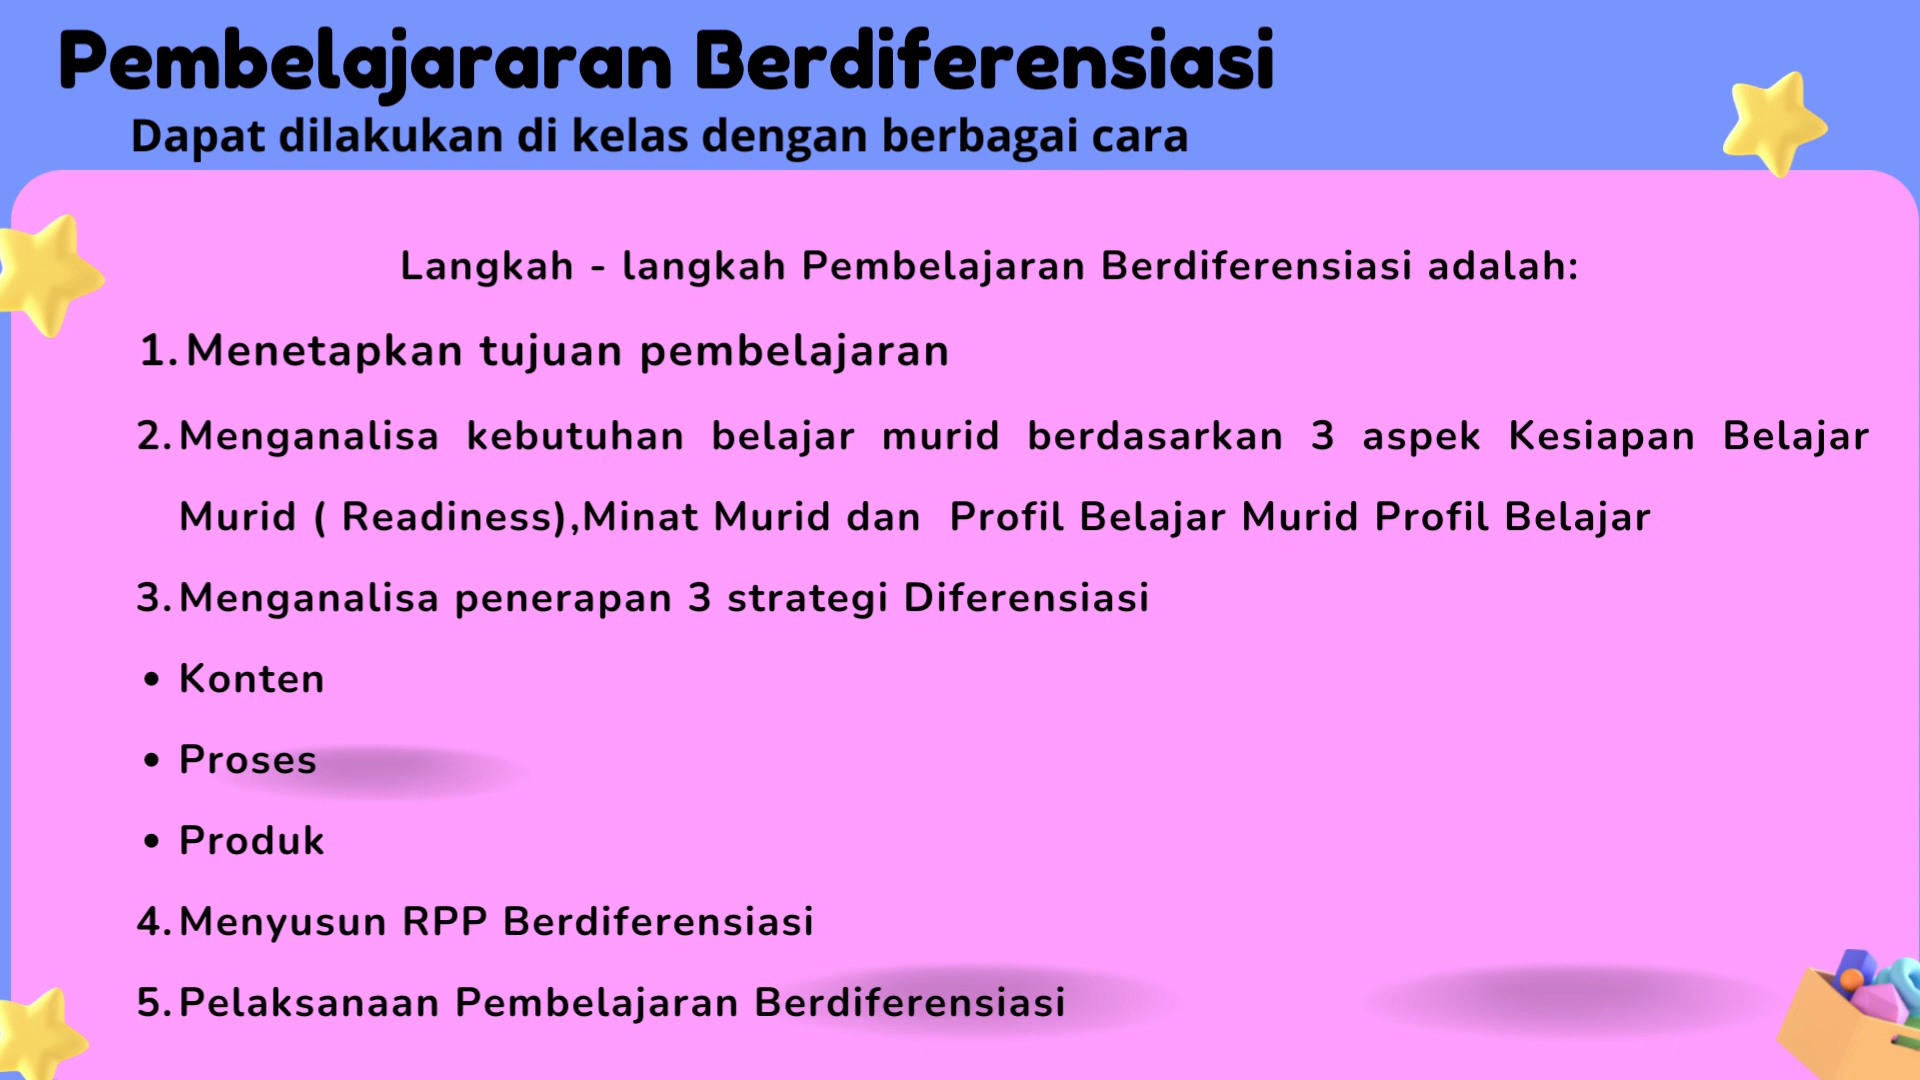 Pembelajararan Berdiferensiasi
Dapat dilakukan di kelas dengan berbagai cara
Langkah - langkah Pembelajaran Berdiferensiasi adalah:
1. Menetapkan tujuan pembelajaran
2. Menganalisa kebutuhan belajar murid berdasarkan 3 aspek Kesiapan Belajar
Murid ( Readiness),Minat Murid dan  Profil Belajar Murid Profil Belajar
3. Menganalisa penerapan 3 strategi Diferensiasi
• Konten
• Proses
• Produk
4. Menyusun RPP Berdiferensiasi
5. Pelaksanaan Pembelajaran Berdiferensiasi